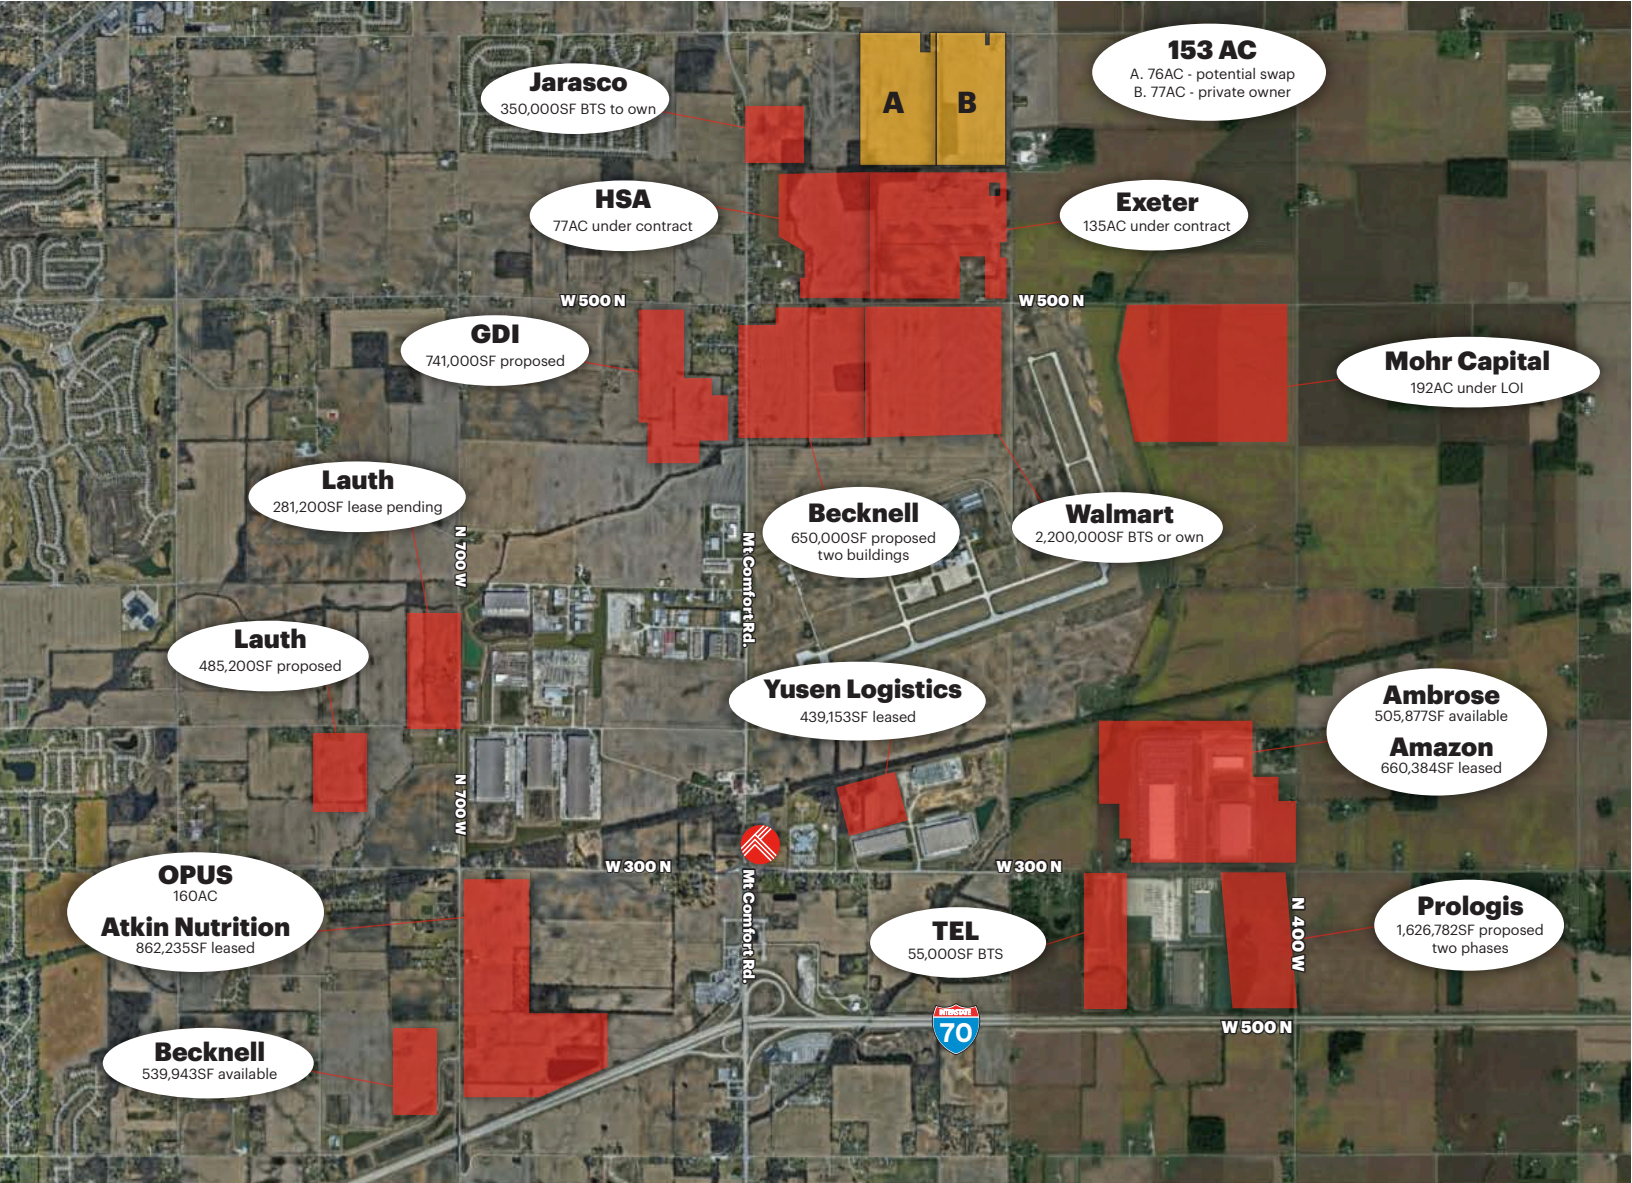 153 AC
A. 76AC - potential swap
B. 77AC - private owner
A
B
Jarasco
350,000SF BTS to own
HSA
77AC under contract
Exeter
135AC under contract
W 500 N
W 500 N
GDI
741,000SF proposed
Mohr Capital
192AC under LOI
Lauth
281,200SF lease pending
N 700 W
Mt Comfort Rd.
Becknell
650,000SF proposed
two buildings
Walmart
2,200,000SF BTS or own
Lauth
485,200SF proposed
Yusen Logistics
439,153SF leased
Ambrose
505,877SF available
Amazon
660,384SF leased
N 700 W
W 300 N
W 300 N
OPUS
160AC
Atkin Nutrition
862,235SF leased
Mt Comfort Rd.
TEL
55,000SF BTS
N 400 W
Prologis
1,626,782SF proposed
two phases
INTERSTATE
70
W 500 N
Becknell
539,943SF available